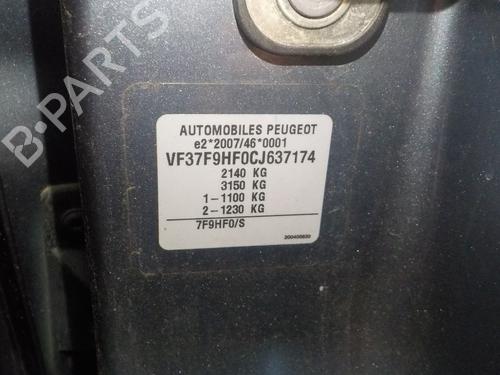 B-PARTS
AUTOMOBILES PEUGEOT
e2*2007/46*0001
VF37F9HF0CJ637174
2140 KG
3150 KG
1-1100 KG
2-1230 KG
7F9HF0/S